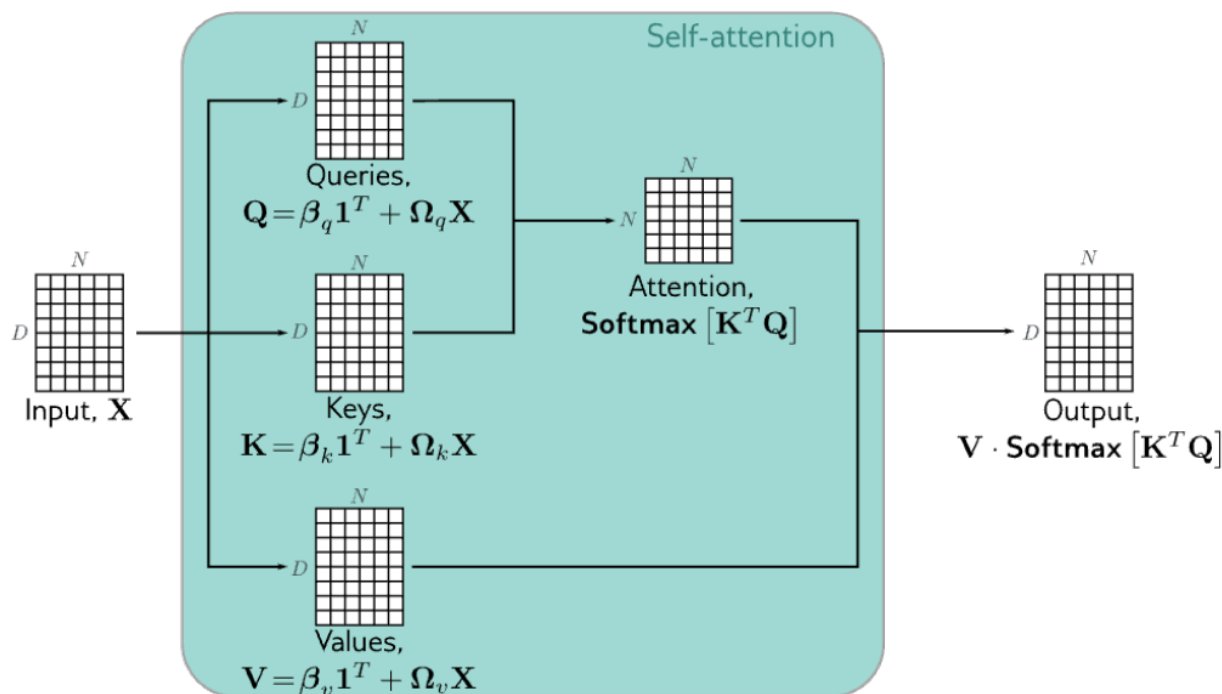 Self-attention
N
D
Queries,
Q=β_q1^T + Ω_qX
N
D
Input, X
N
D
Keys,
K=β_k1^T + Ω_kX
N
D
Values,
V=β_v1^T + Ω_vX
N
N
Attention,
Softmax [K^TQ]
N
D
Output,
V · Softmax [K^TQ]